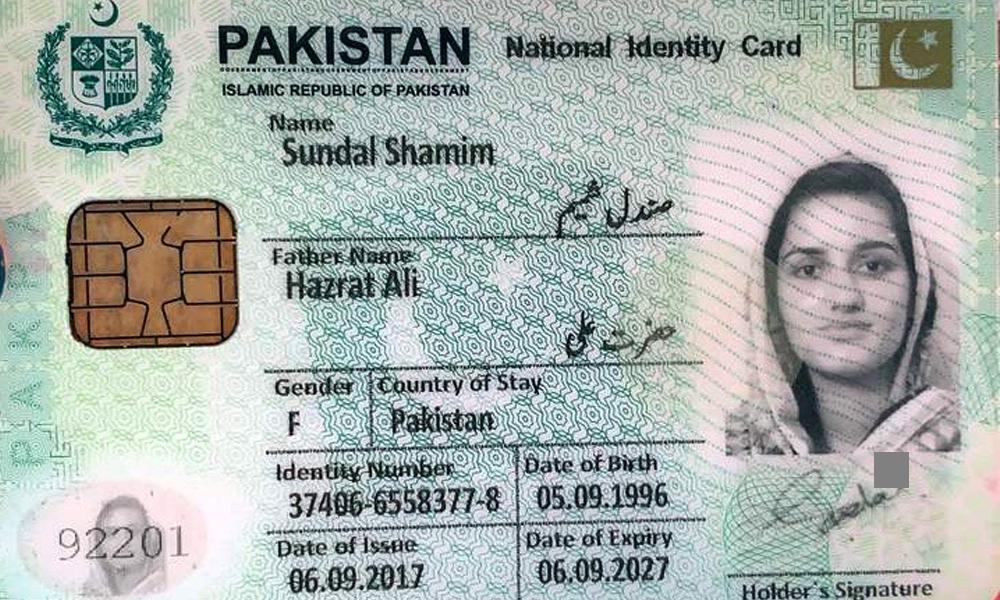 PAKISTAN National Identity Card
ISLAMIC REPUBLIC OF PAKISTAN
Name
Sundal Shamim
صندل شمیم
Father Name
Hazrat Ali
حضرت علی
Gender Country of Stay
F Pakistan
Identity Number Date of Birth
37406-6558377-8 05.09.1996
Date of Issue Date of Expiry
06.09.2017 06.09.2027
92201
Holder's Signature